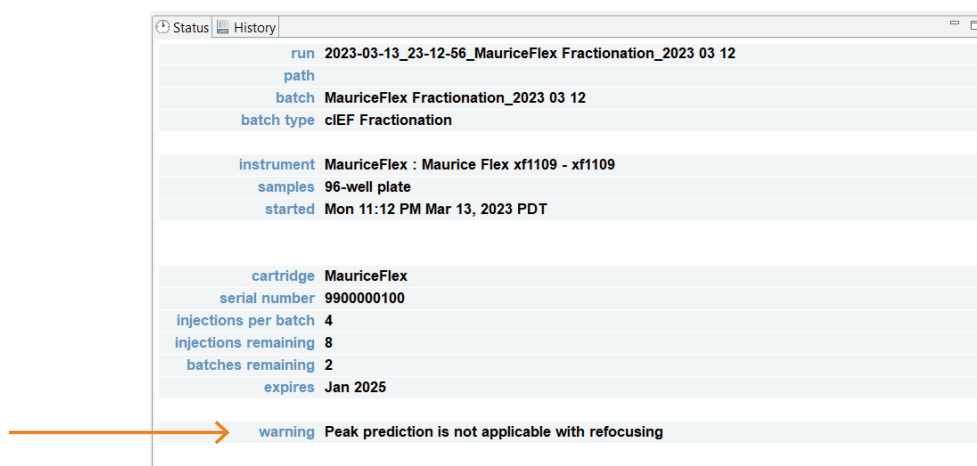 Status History
run 2023-03-13_23-12-56_MauriceFlex Fractionation_2023 03 12
path
batch MauriceFlex Fractionation_2023 03 12
batch type cIEF Fractionation
instrument MauriceFlex : Maurice Flex xf1109 - xf1109
samples 96-well plate
started Mon 11:12 PM Mar 13, 2023 PDT
cartridge MauriceFlex
serial number 9900000100
injections per batch 4
injections remaining 8
batches remaining 2
expires Jan 2025
warning Peak prediction is not applicable with refocusing